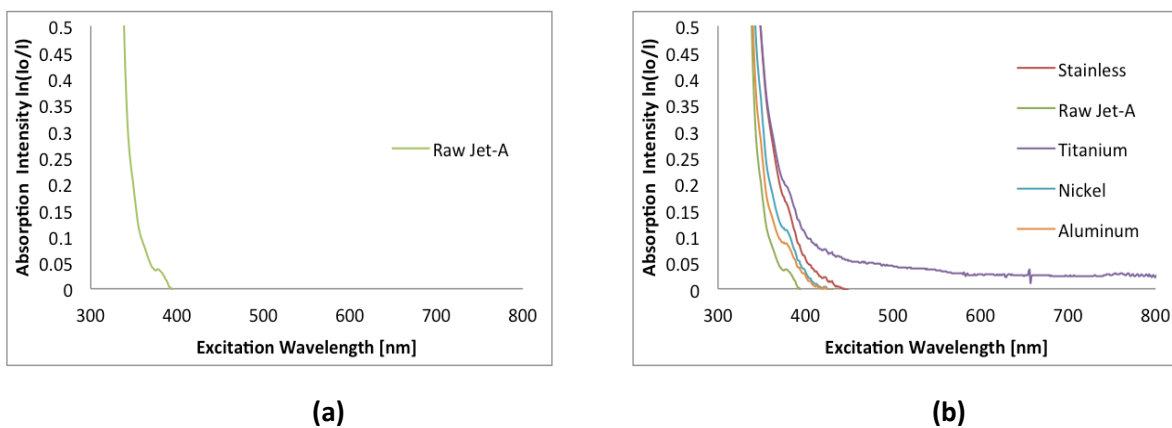 Absorption Intensity ln(Io/I)
0.5
0.45
0.4
0.35
0.3
0.25
0.2
0.15
0.1
0.05
0
300 400 500 600 700 800
Excitation Wavelength [nm]
Raw Jet-A
(a)
Absorption Intensity ln(Io/I)
0.5
0.45
0.4
0.35
0.3
0.25
0.2
0.15
0.1
0.05
0
300 400 500 600 700 800
Excitation Wavelength [nm]
Stainless
Raw Jet-A
Titanium
Nickel
Aluminum
(b)